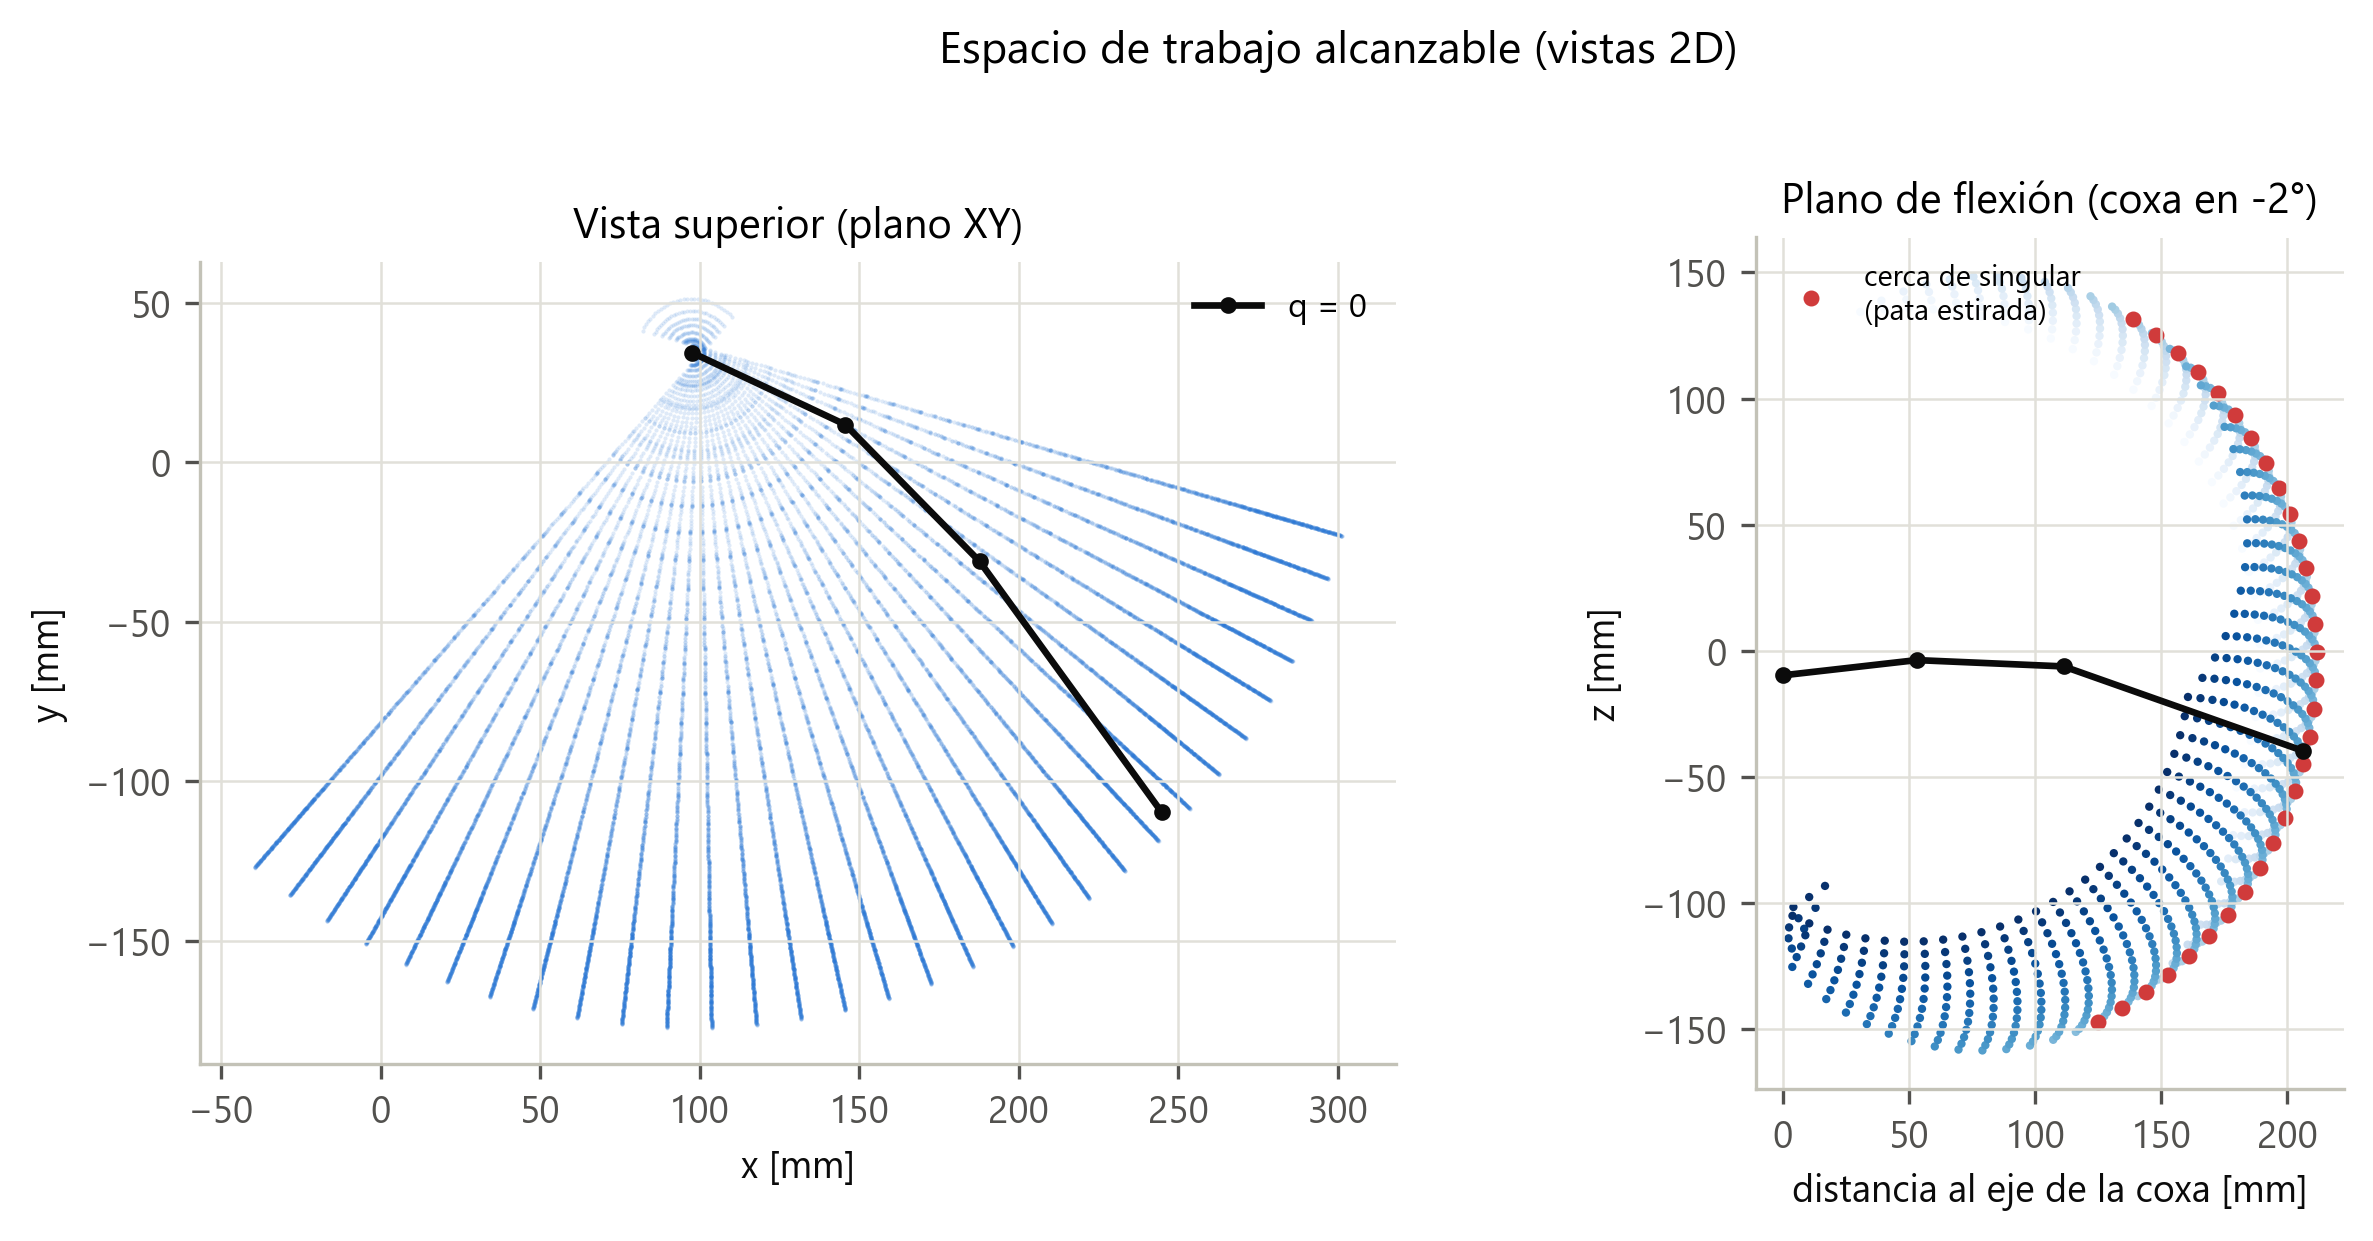 Espacio de trabajo alcanzable (vistas 2D)
Vista superior (plano XY)
q = 0
50
0
−50
−100
−150
y [mm]
−50
0
50
100
150
200
250
300
x [mm]
Plano de flexión (coxa en -2°)
cerca de singular
(pata estirada)
150
100
50
0
−50
−100
−150
z [mm]
0
50
100
150
200
distancia al eje de la coxa [mm]